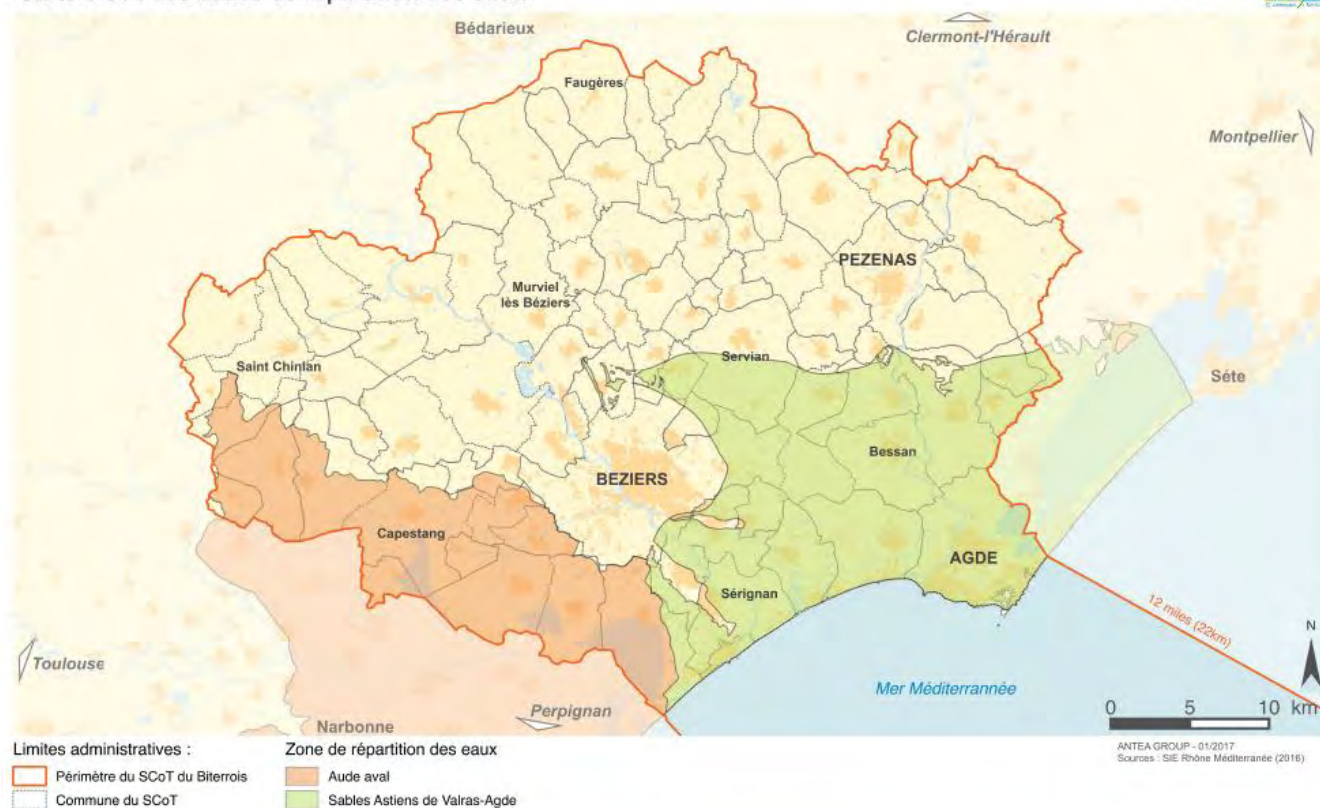 Bédarieux
Clermont-l'Hérault
Faugères
Montpellier
PEZENAS
Murviel
lès Béziers
Servian
Saint Chinian
Séte
Bessan
BEZIERS
Capestang
AGDE
Sérignan
12 miles (22km)
N
Toulouse
Mer Méditerrannée
Perpignan
0 5 10 km
Narbonne
Limites administratives :
Périmètre du SCoT du Biterrois
Commune du SCoT
Zone de répartition des eaux
Aude aval
Sables Astiens de Valras-Agde
ANTEA GROUP - 01/2017
Sources : SIE Rhône Méditerranée (2016)